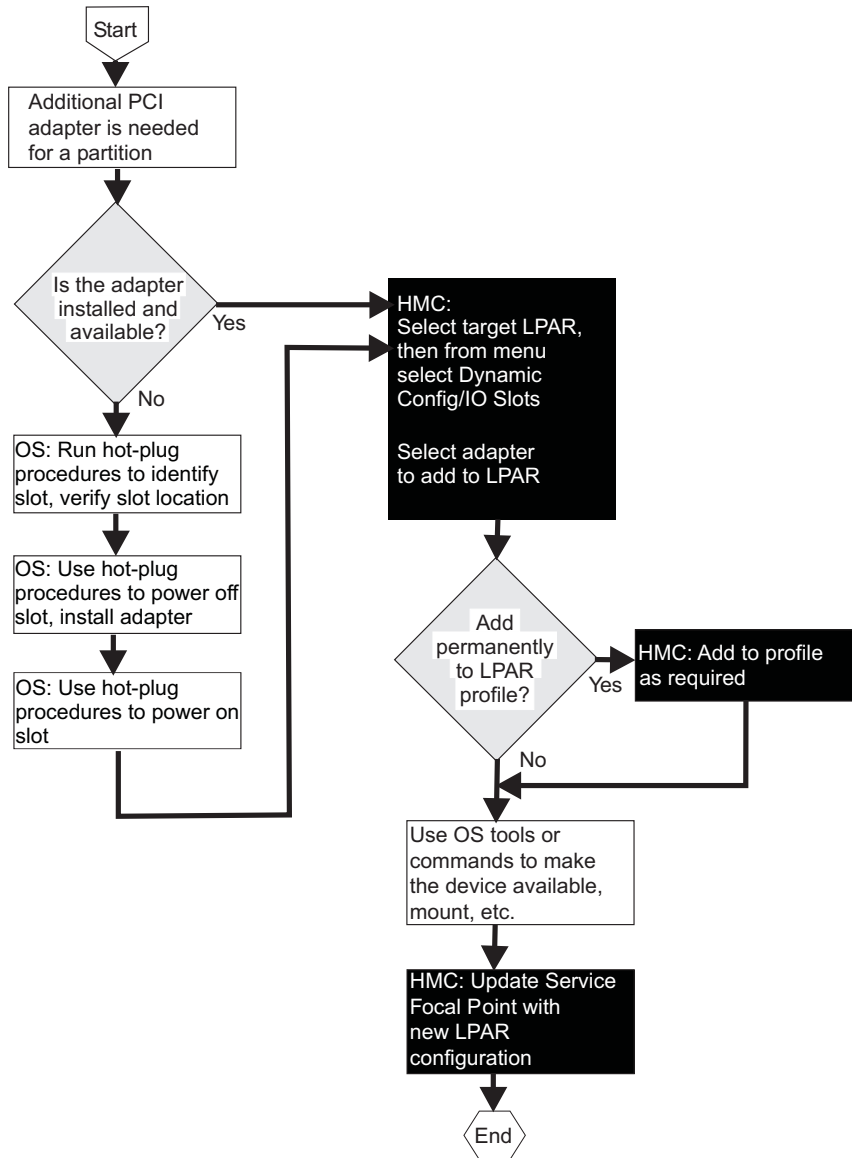 Start
Additional PCI
adapter is needed
for a partition
Is the adapter
installed and
available?
Yes
No
OS: Run hot-plug
procedures to identify
slot, verify slot location
OS: Use hot-plug
procedures to power off
slot, install adapter
OS: Use hot-plug
procedures to power on
slot
HMC:
Select target LPAR,
then from menu
select Dynamic
Config/IO Slots
Select adapter
to add to LPAR
Add
permanently
to LPAR
profile?
Yes
HMC: Add to profile
as required
No
Use OS tools or
commands to make
the device available,
mount, etc.
HMC: Update Service
Focal Point with
new LPAR
configuration
End